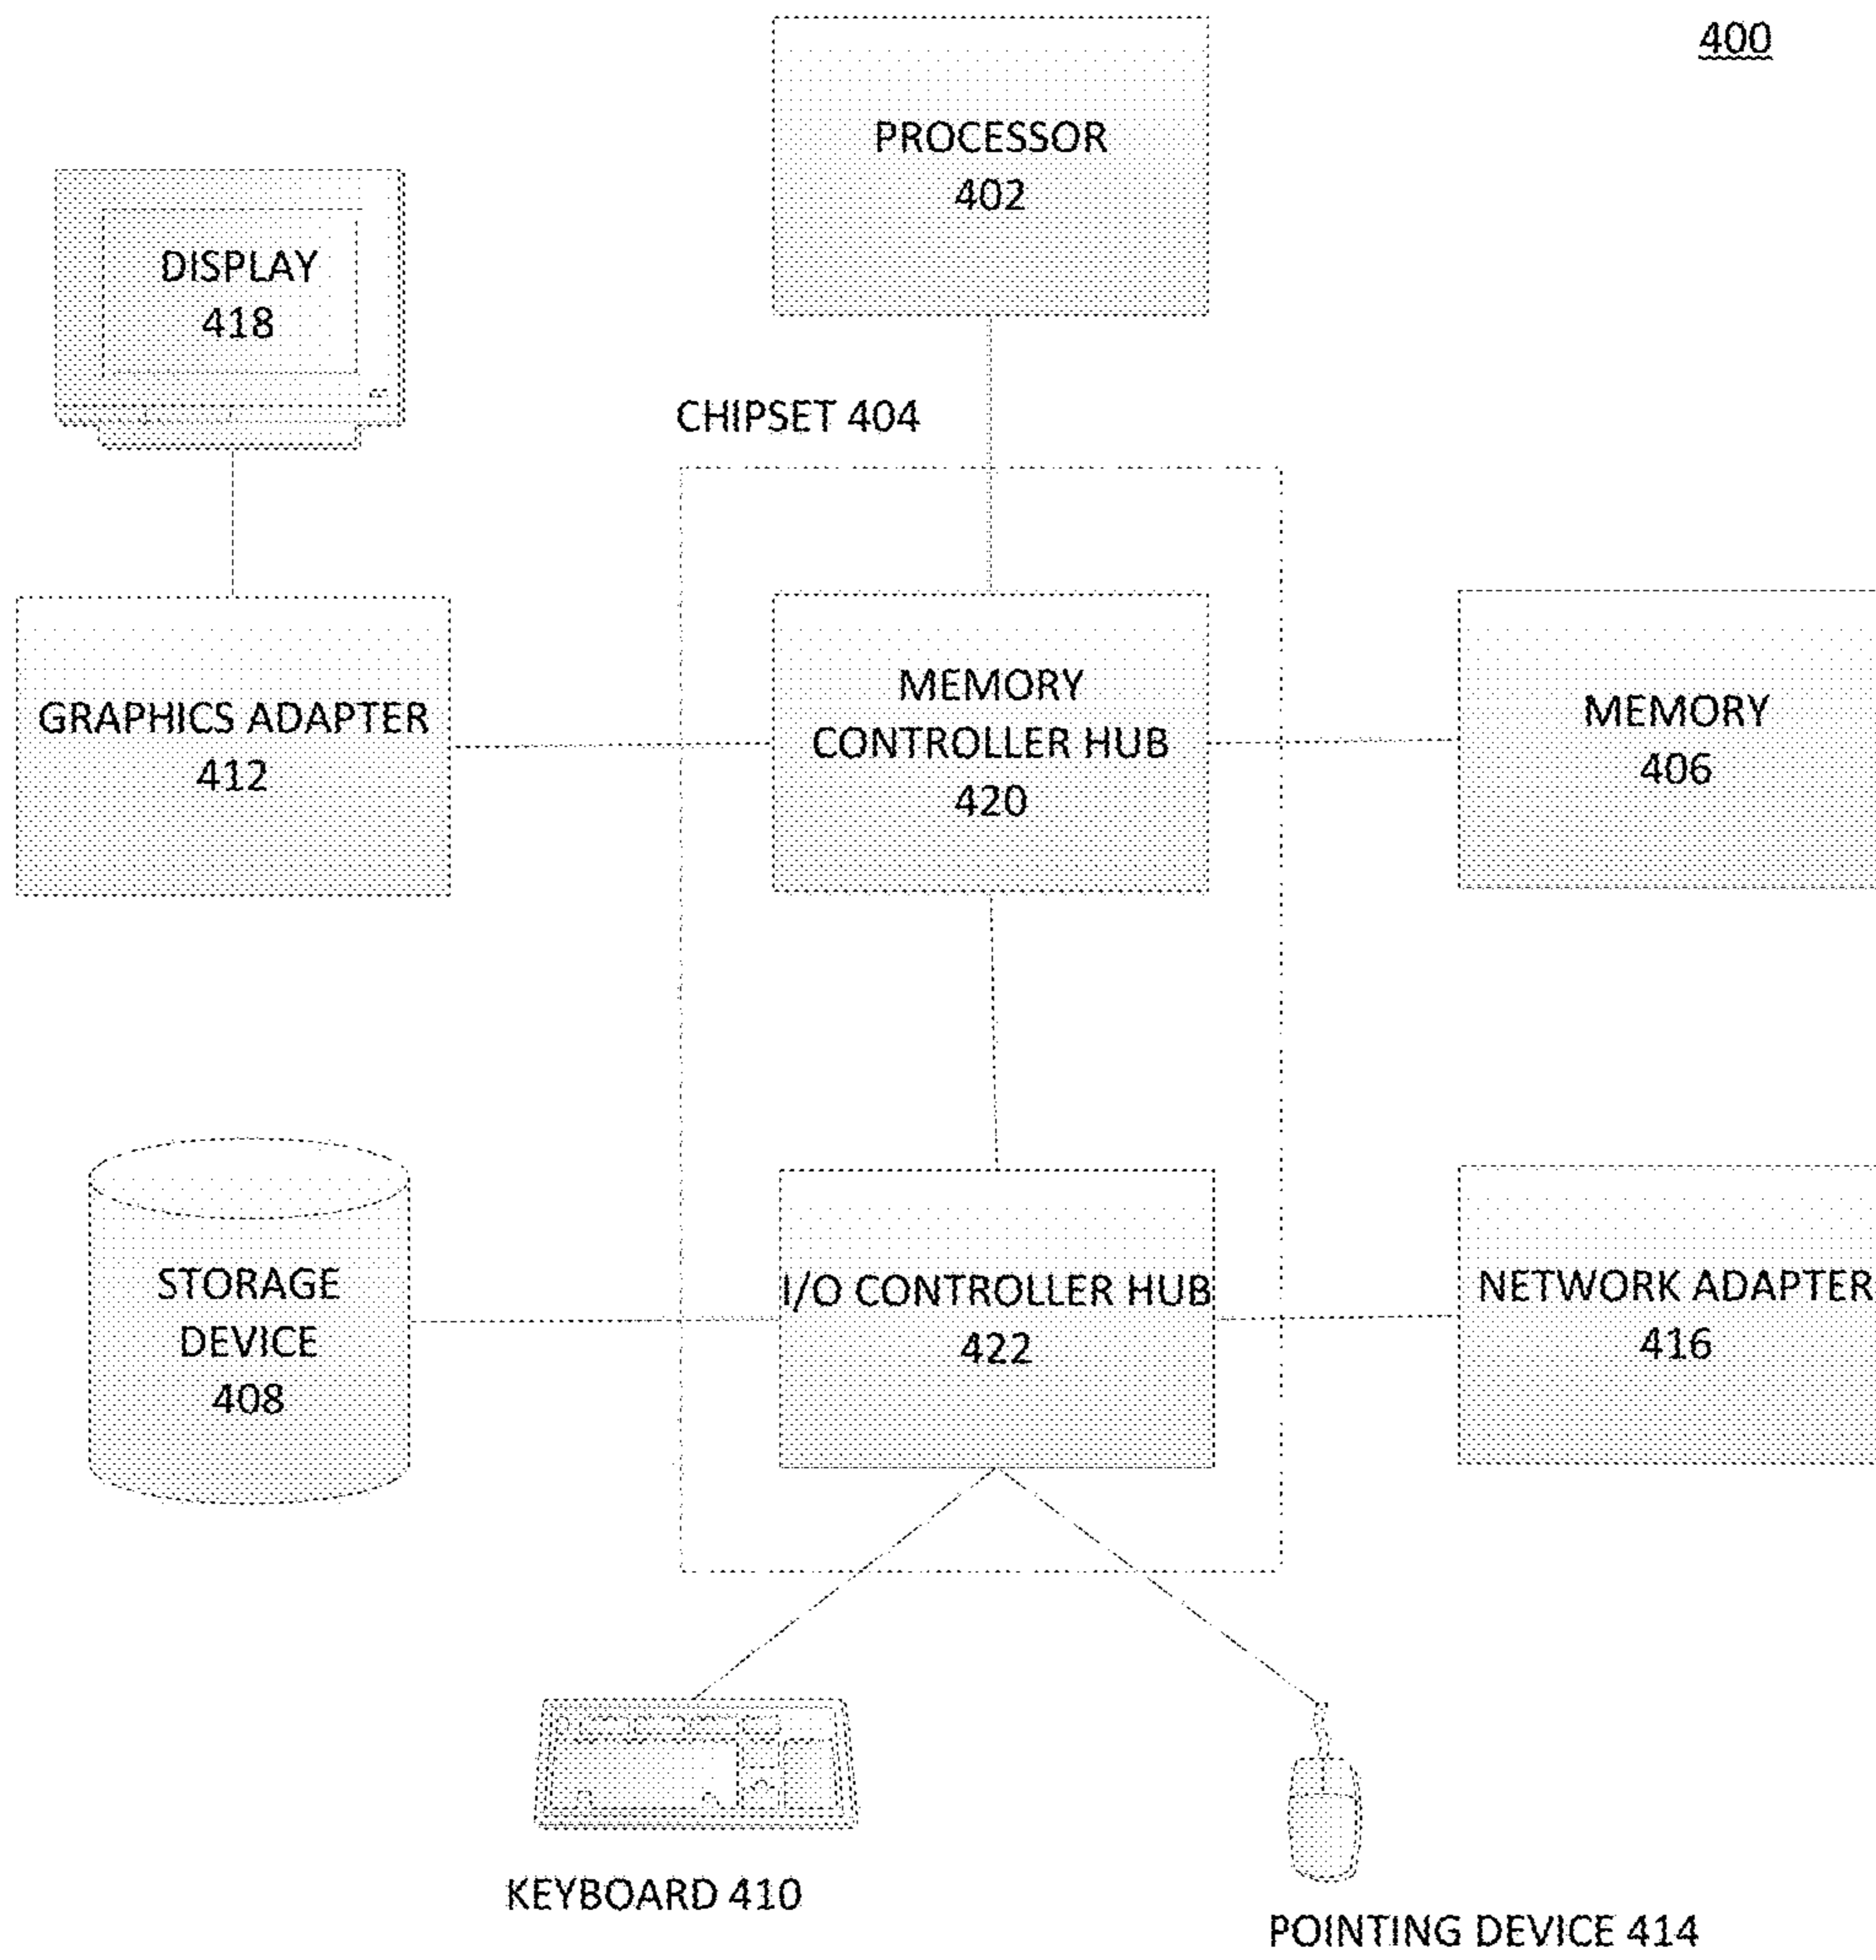 400
PROCESSOR
402
DISPLAY
418
CHIPSET 404
GRAPHICS ADAPTER
412
MEMORY
CONTROLLER HUB
420
MEMORY
406
STORAGE
DEVICE
408
I/O CONTROLLER HUB
422
NETWORK ADAPTER
416
KEYBOARD 410
POINTING DEVICE 414